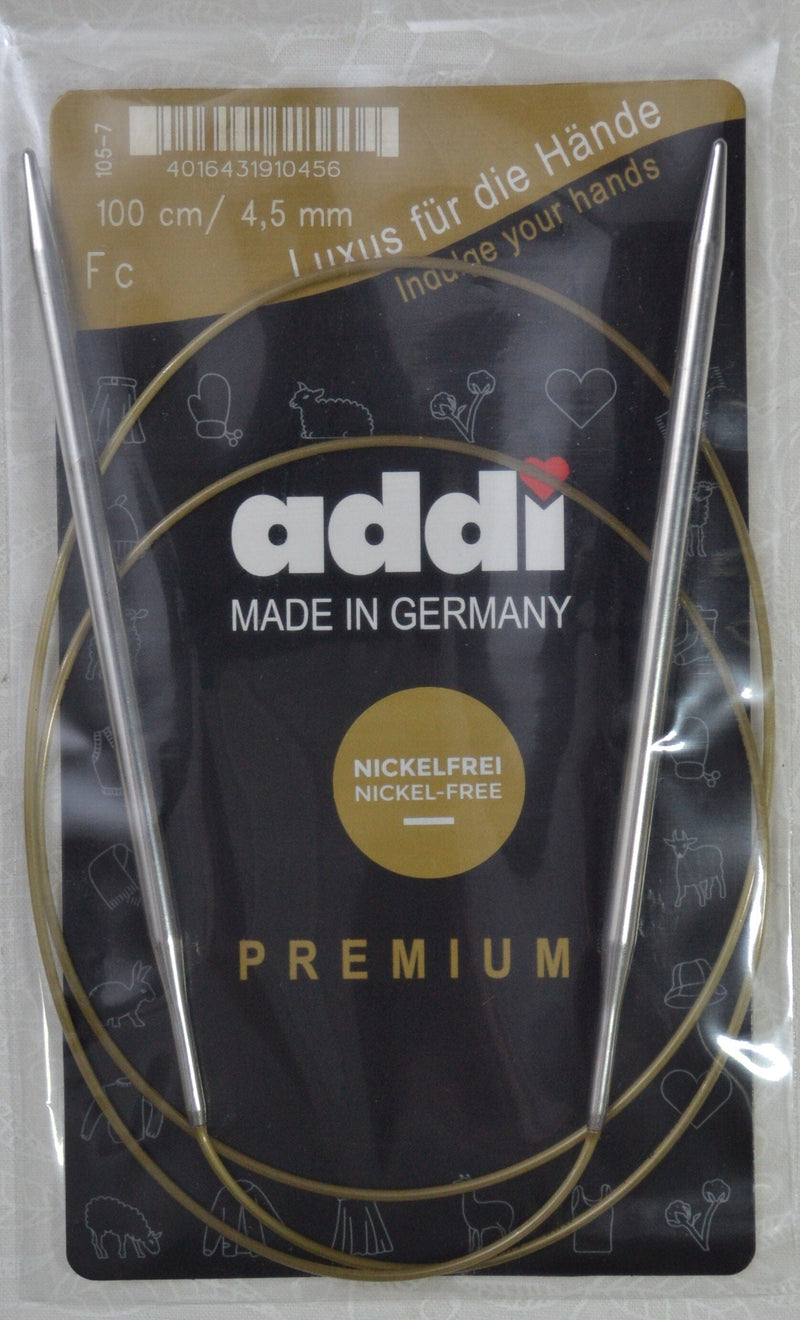 105-7
4016431910456
100 cm/ 4,5 mm
F c
Luxus für die Hände
Indulge your hands
addi
MADE IN GERMANY
NICKELFREI
NICKEL-FREE
PREMIUM